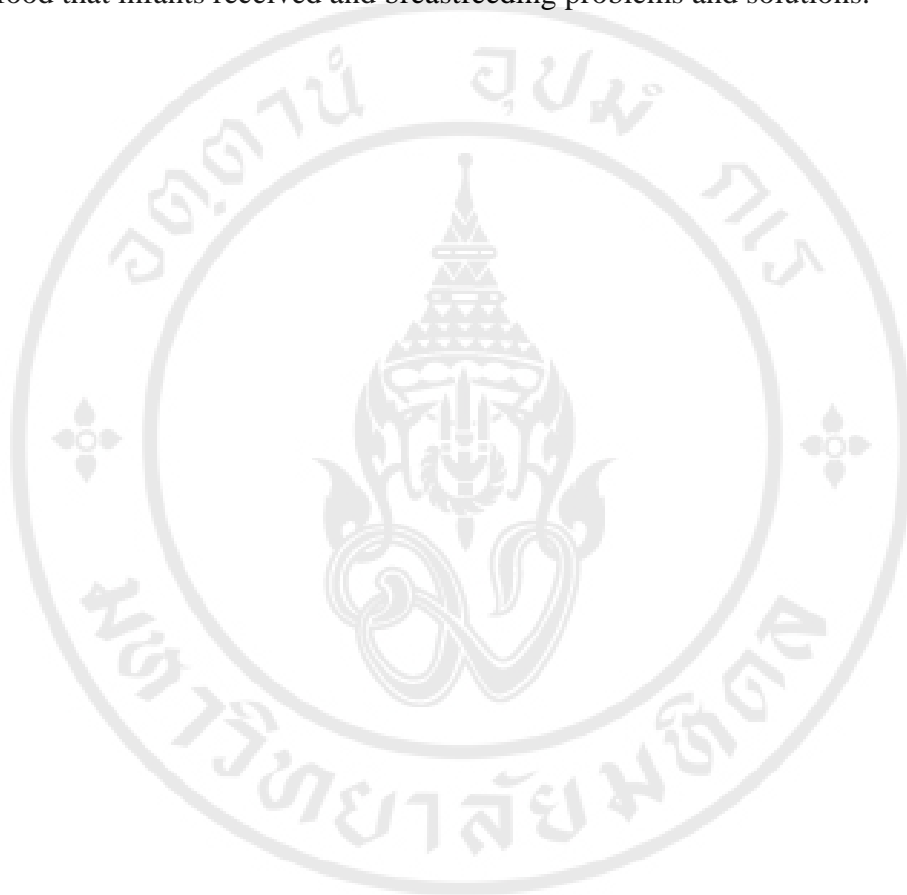 food that infants received and breastfeeding problems and solutions.
อตฺตานํ อุปมํ กเร
มหาวิทยาลัยมหิดล